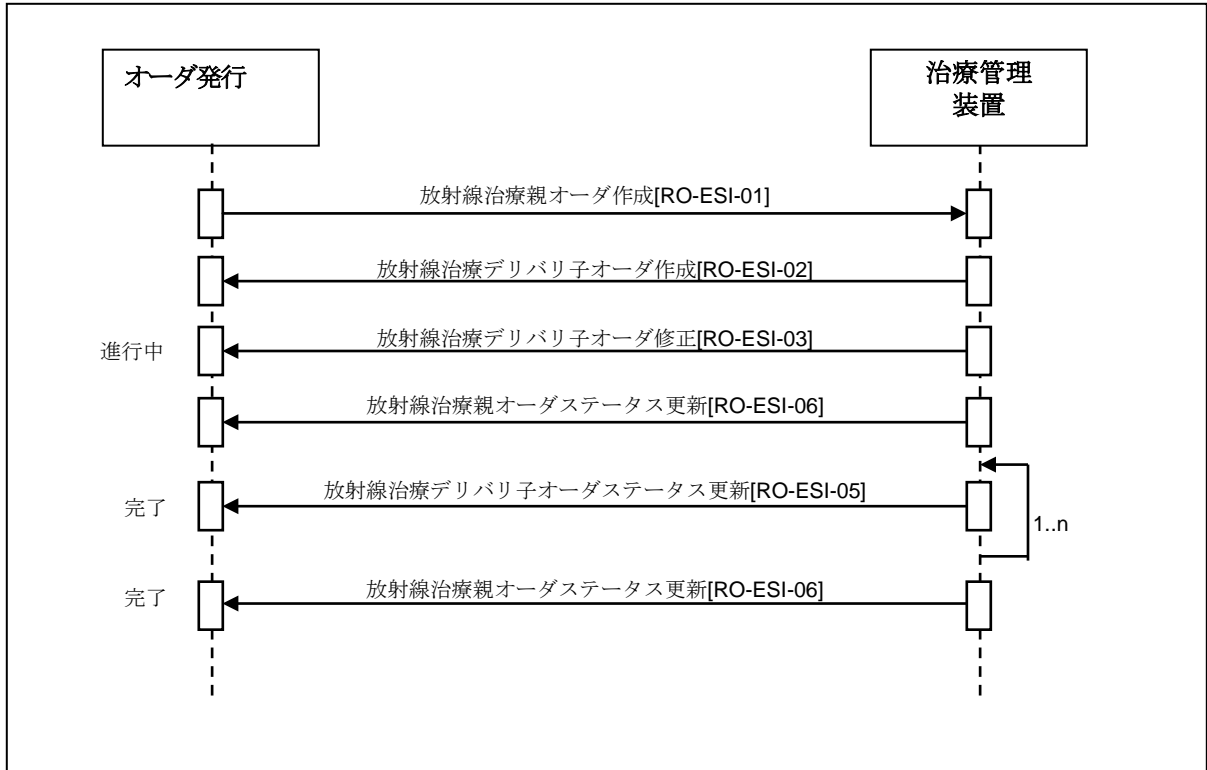 オーダ発行
治療管理
装置
放射線治療親オーダ作成[RO-ESI-01]
放射線治療デリバリ子オーダ作成[RO-ESI-02]
進行中
放射線治療デリバリ子オーダ修正[RO-ESI-03]
放射線治療親オーダステータス更新[RO-ESI-06]
完了
放射線治療デリバリ子オーダステータス更新[RO-ESI-05]
1..n
完了
放射線治療親オーダステータス更新[RO-ESI-06]